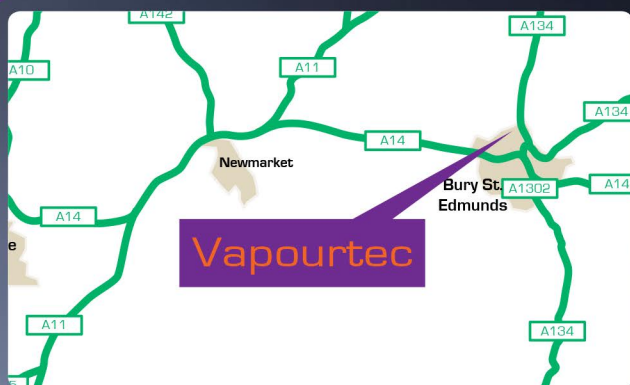 A142
A134
A10
A11
A134
A14
Newmarket
Bury St.
Edmunds
A1302
A14
A14
e
Vapourtec
A11
A134